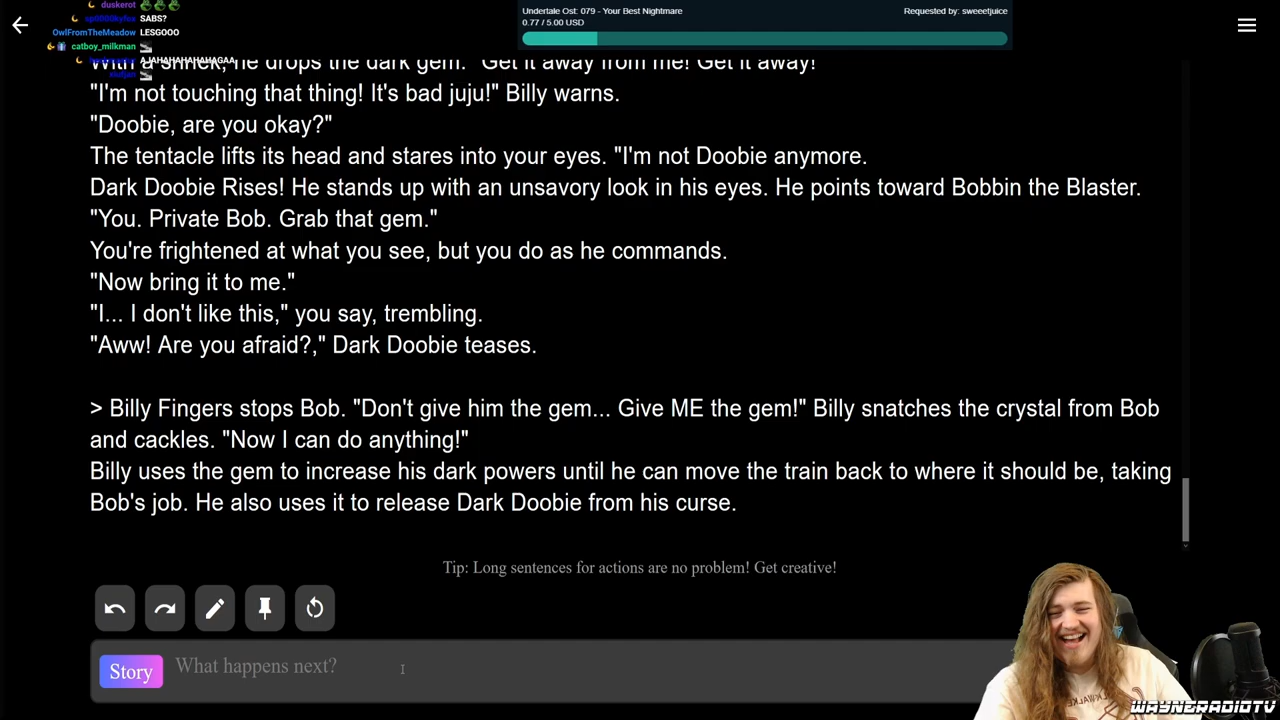 duskerot
sp0000kyfox SABS?
OwlFromTheMeadow LESGOOO
catboy_milkman
AJAHAHAHAHAHAGAA
xiufjan
Undertale Ost: 079 - Your Best Nightmare
Requested by: sweeetjuice
0.77 / 5.00 USD
With a shriek, he drops the dark gem. "Get it away from me! Get it away!"
"I'm not touching that thing! It's bad juju!" Billy warns.
"Doobie, are you okay?"
The tentacle lifts its head and stares into your eyes. "I'm not Doobie anymore.
Dark Doobie Rises! He stands up with an unsavory look in his eyes. He points toward Bobbin the Blaster.
"You. Private Bob. Grab that gem."
You're frightened at what you see, but you do as he commands.
"Now bring it to me."
"I... I don't like this," you say, trembling.
"Aww! Are you afraid?," Dark Doobie teases.
> Billy Fingers stops Bob. "Don't give him the gem... Give ME the gem!" Billy snatches the crystal from Bob
and cackles. "Now I can do anything!"
Billy uses the gem to increase his dark powers until he can move the train back to where it should be, taking
Bob's job. He also uses it to release Dark Doobie from his curse.
Tip: Long sentences for actions are no problem! Get creative!
Story What happens next?
WAYNERADIOTV